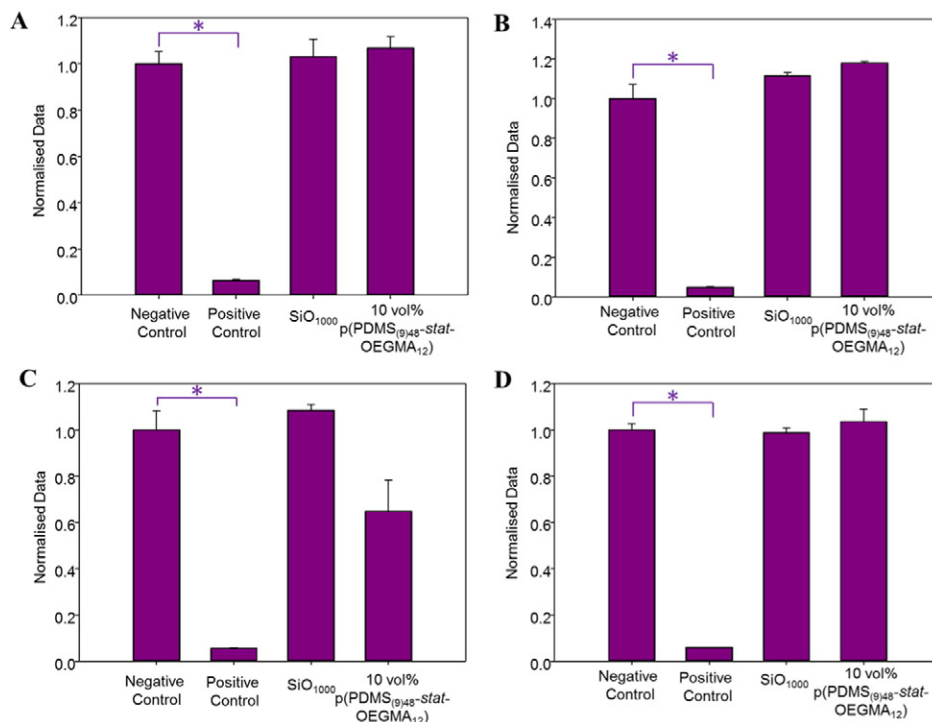 A
Normalised Data
1.2
1.0
0.8
0.6
0.4
0.2
0.0
*
Negative Control
Positive Control
SiO₁₀₀₀
10 vol%
p(PDMS₍₉₎₄₈-stat-
OEGMA₁₂)
B
Normalised Data
1.4
1.2
1.0
0.8
0.6
0.4
0.2
0.0
*
Negative Control
Positive Control
SiO₁₀₀₀
10 vol%
p(PDMS₍₉₎₄₈-stat-
OEGMA₁₂)
C
Normalised Data
1.2
1.0
0.8
0.6
0.4
0.2
0.0
*
Negative Control
Positive Control
SiO₁₀₀₀
10 vol%
p(PDMS₍₉₎₄₈-stat-
OEGMA₁₂)
D
Normalised Data
1.2
1.0
0.8
0.6
0.4
0.2
0.0
*
Negative Control
Positive Control
SiO₁₀₀₀
10 vol%
p(PDMS₍₉₎₄₈-stat-
OEGMA₁₂)